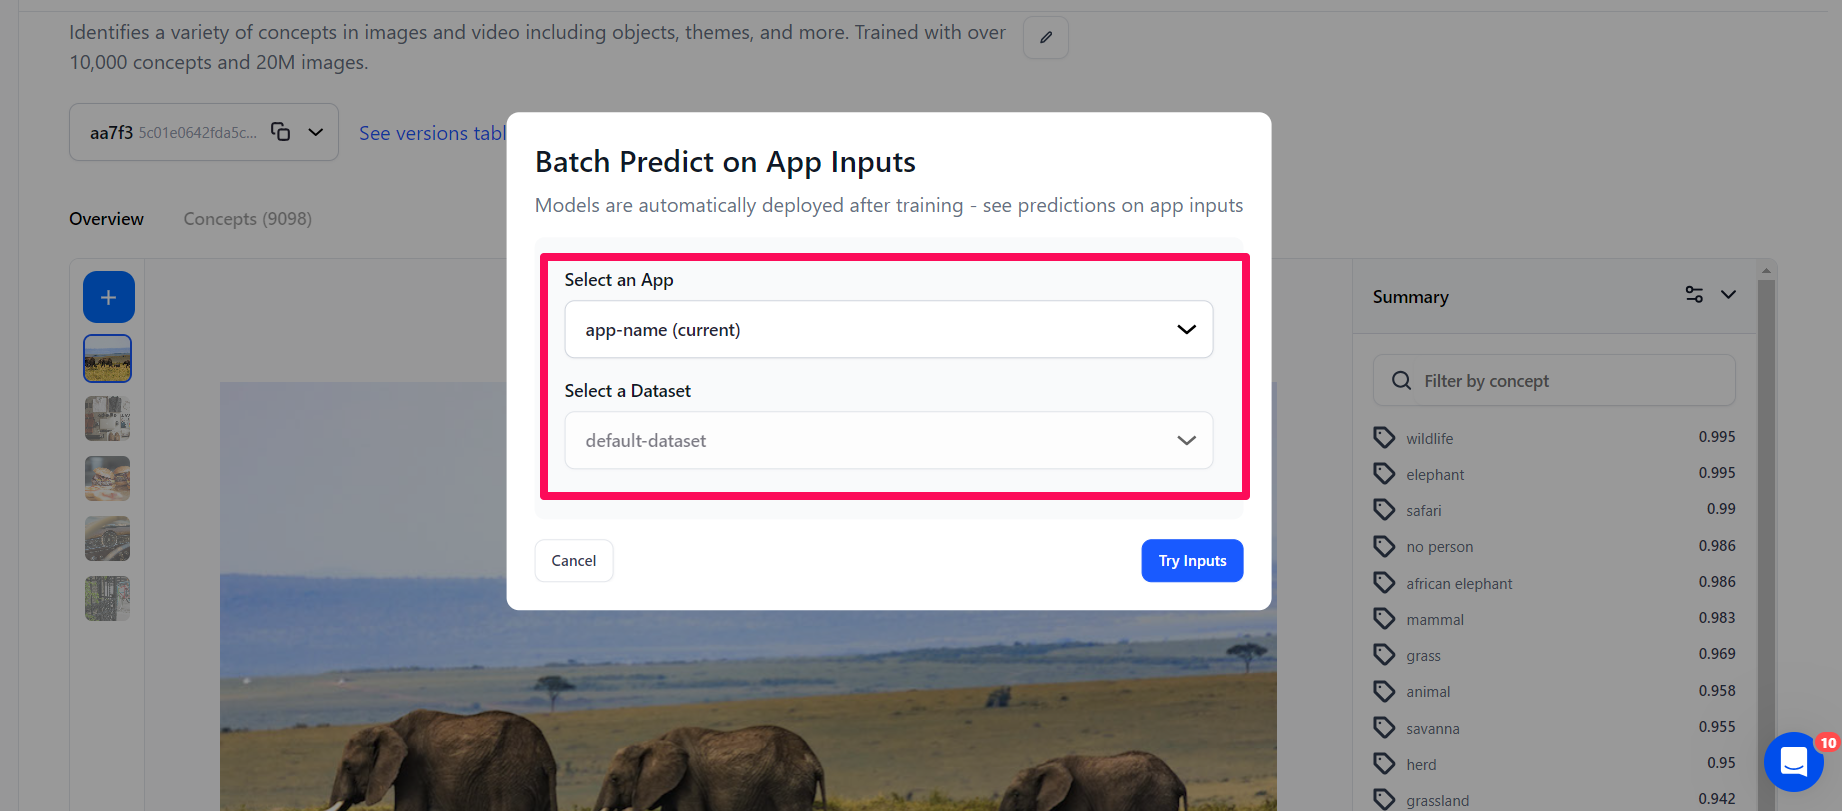 Identifies a variety of concepts in images and video including objects, themes, and more. Trained with over
10,000 concepts and 20M images.
aa7f3 5c01e0642fda5c...
See versions tabl
Overview
Concepts (9098)
Batch Predict on App Inputs
Models are automatically deployed after training - see predictions on app inputs
Select an App
app-name (current)
Select a Dataset
default-dataset
Cancel
Try Inputs
Summary
Filter by concept
wildlife 0.995
elephant 0.995
safari 0.99
no person 0.986
african elephant 0.986
mammal 0.983
grass 0.969
animal 0.958
savanna 0.955
herd 0.95
grassland 0.942
10